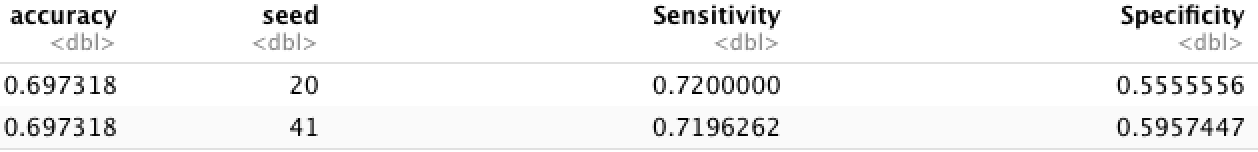 accuracy seed Sensitivity Specificity
<dbl> <dbl> <dbl> <dbl>
0.697318 20 0.7200000 0.5555556
0.697318 41 0.7196262 0.5957447